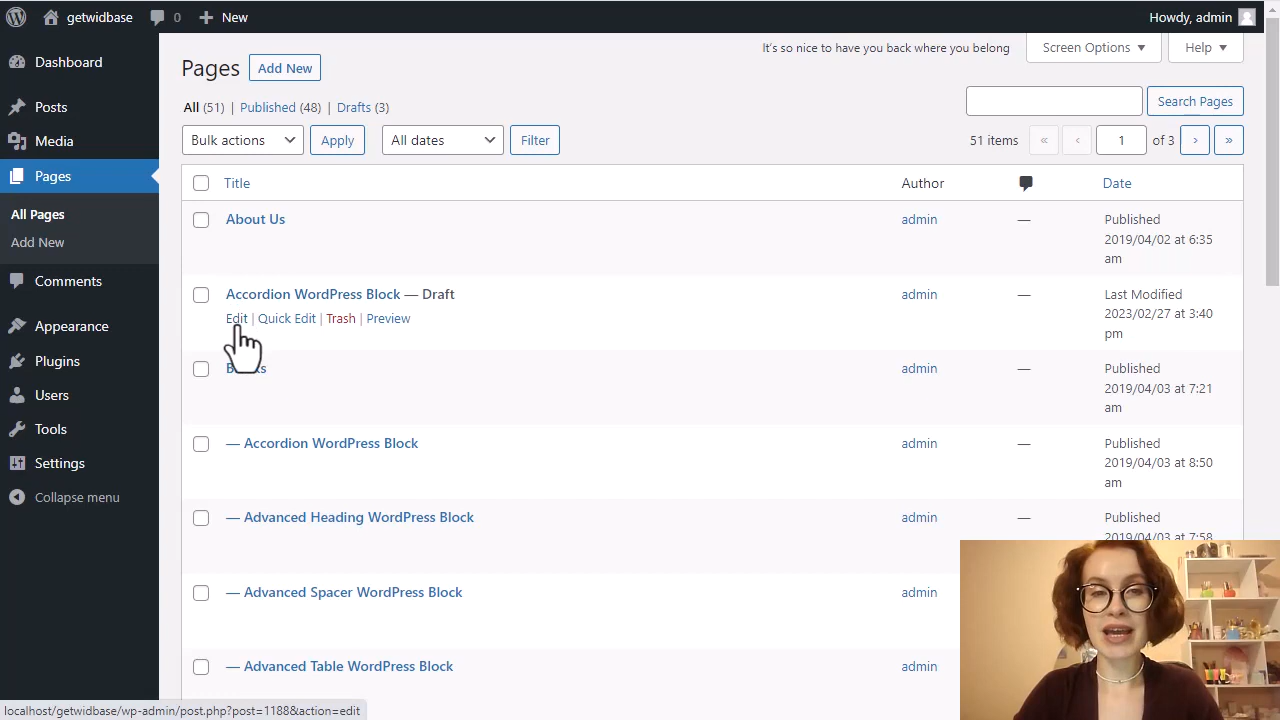 getwidbase 0 New Howdy, admin
It's so nice to have you back where you belong Screen Options Help
Dashboard
Posts
Media
Pages
All Pages
Add New
Comments
Appearance
Plugins
Users
Tools
Settings
Collapse menu
Pages Add New
All (51) | Published (48) | Drafts (3)
Search Pages
Bulk actions Apply All dates Filter 51 items « ‹ 1 of 3 › »
Title Author Date
About Us admin — Published
2019/04/02 at 6:35
am
Accordion WordPress Block — Draft admin — Last Modified
Edit | Quick Edit | Trash | Preview 2023/02/27 at 3:40
pm
admin — Published
2019/04/03 at 7:21
am
— Accordion WordPress Block admin — Published
2019/04/03 at 8:50
am
— Advanced Heading WordPress Block admin — Published
2019/04/03 at 7:58
— Advanced Spacer WordPress Block admin
— Advanced Table WordPress Block admin
localhost/getwidbase/wp-admin/post.php?post=1188&action=edit